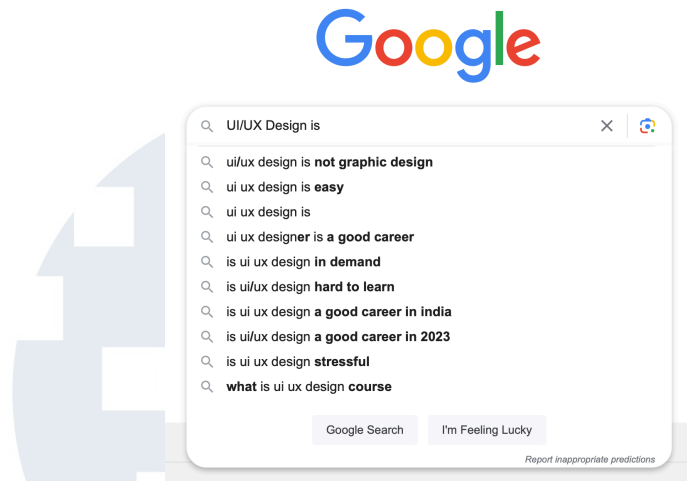 Google
UI/UX Design is
ui/ux design is not graphic design
ui ux design is easy
ui ux design is
ui ux designer is a good career
is ui ux design in demand
is ui/ux design hard to learn
is ui ux design a good career in india
is ui/ux design a good career in 2023
is ui ux design stressful
what is ui ux design course
Google Search I'm Feeling Lucky
Report inappropriate predictions